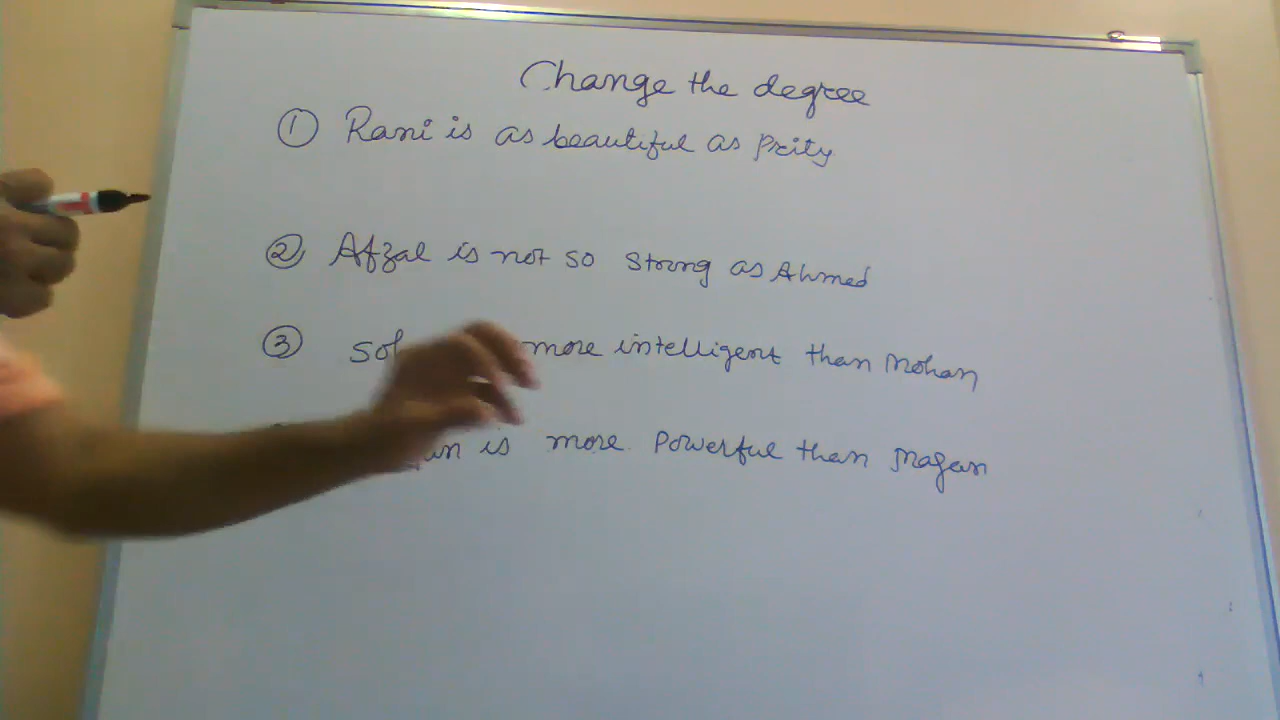 Change the degree
① Rani is as beautiful as Prity
② Afzal is not so strong as Ahmed
③ more intelligent than Mohan
is more powerful than Magan